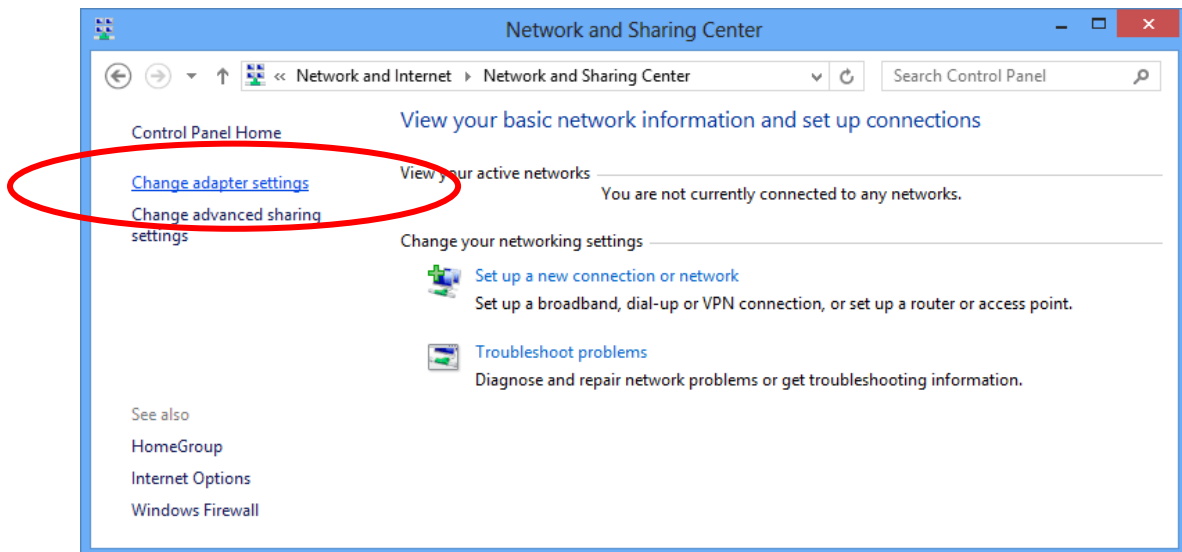 Network and Sharing Center
« Network and Internet ▸ Network and Sharing Center
Search Control Panel
Control Panel Home
Change adapter settings
Change advanced sharing
settings
See also
HomeGroup
Internet Options
Windows Firewall
View your basic network information and set up connections
View your active networks
You are not currently connected to any networks.
Change your networking settings
Set up a new connection or network
Set up a broadband, dial-up or VPN connection, or set up a router or access point.
Troubleshoot problems
Diagnose and repair network problems or get troubleshooting information.